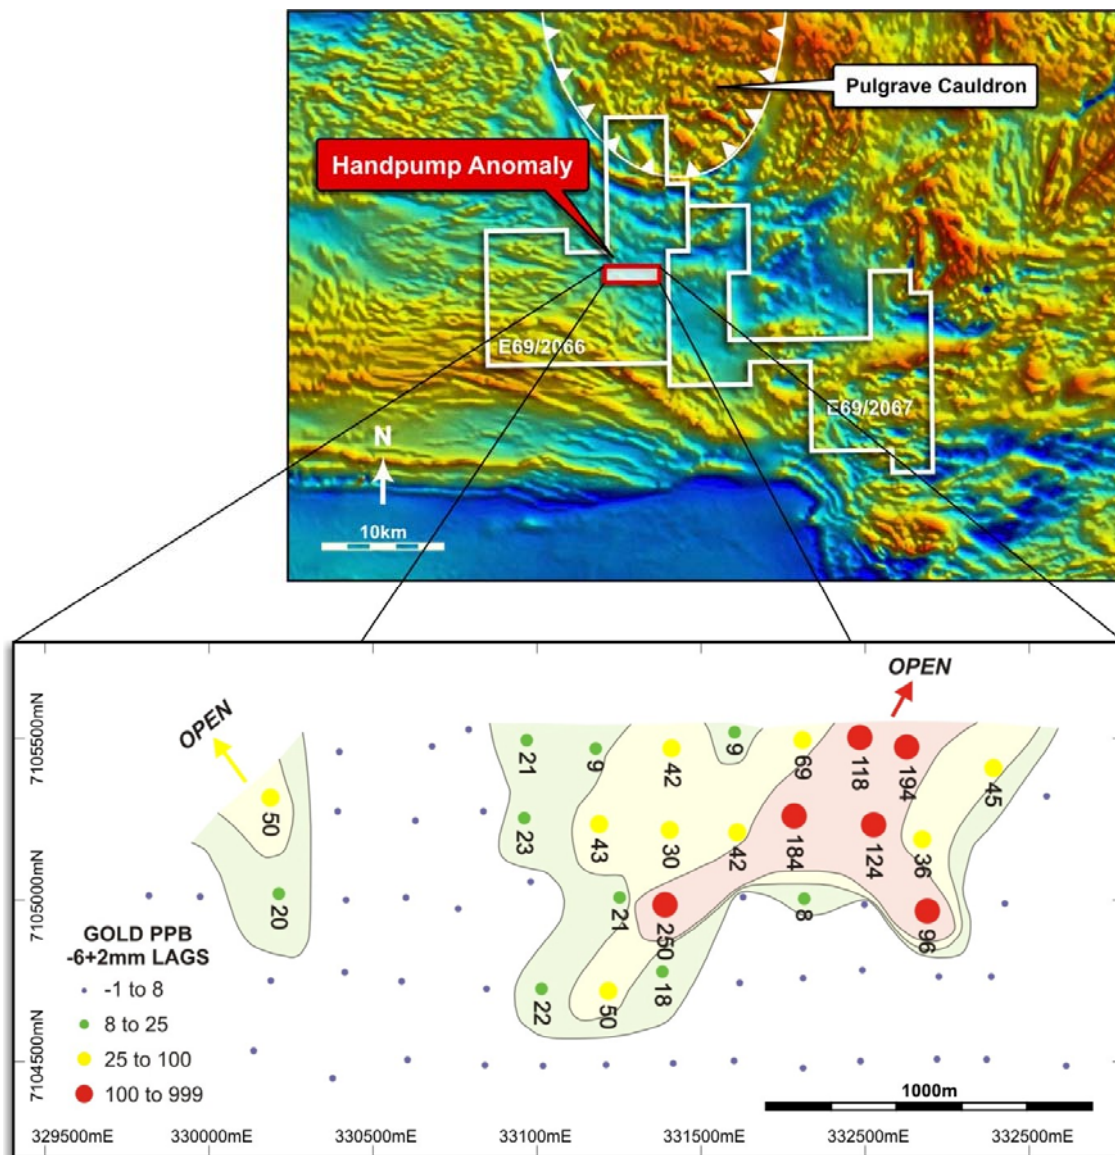 Pulgrave Cauldron
Handpump Anomaly
E69/2066
E69/2067
N
10km
OPEN
OPEN
7105500mN
7105000mN
7104500mN
21
9
42
9
69
118
194
45
50
23
43
30
42
184
124
36
20
21
250
8
96
22
50
18
GOLD PPB
-6+2mm LAGS
-1 to 8
8 to 25
25 to 100
100 to 999
1000m
329500mE
330000mE
330500mE
331000mE
331500mE
332500mE
332500mE